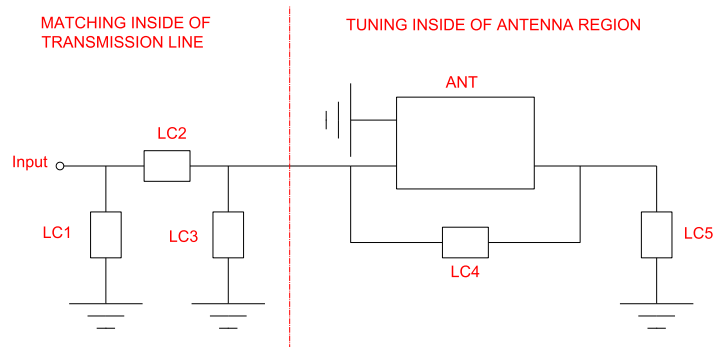 MATCHING INSIDE OF
TRANSMISSION LINE
TUNING INSIDE OF ANTENNA REGION
ANT
LC2
Input
LC1
LC3
LC4
LC5